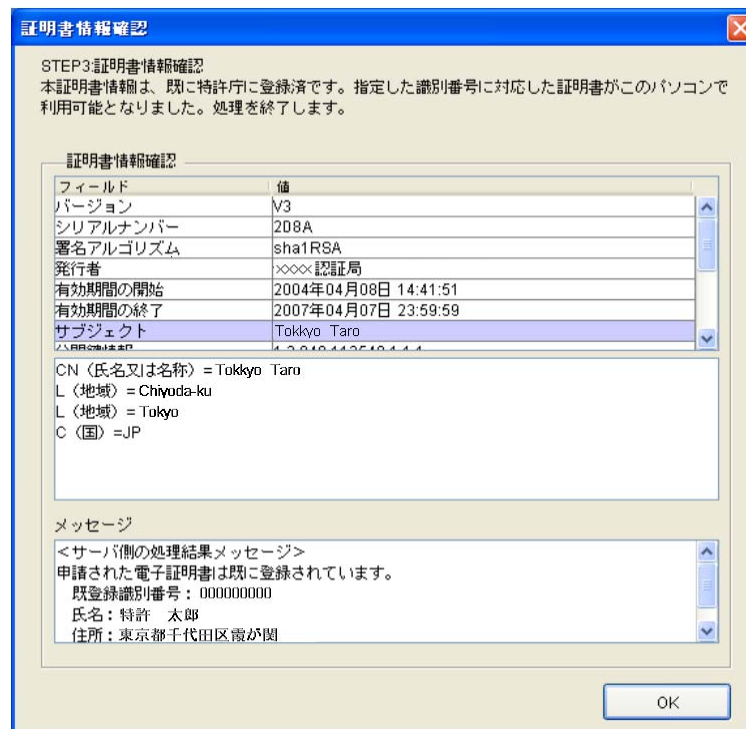 証明書情報確認
STEP3:証明書情報確認
本証明書情報は、既に特許庁に登録済です。指定した識別番号に対応した証明書がこのパソコンで
利用可能となりました。処理を終了します。
証明書情報確認
フィールド 値
バージョン V3
シリアルナンバー 2D8A
署名アルゴリズム sha1RSA
発行者 ××××認証局
有効期間の開始 2004年04月08日 14:41:51
有効期間の終了 2007年04月07日 23:59:59
サブジェクト Tokkyo Taro
CN（氏名又は名称）＝Tokkyo Taro
L（地域）＝Chiyoda-ku
L（地域）＝Tokyo
C（国）=JP
メッセージ
<サーバ側の処理結果メッセージ>
申請された電子証明書は既に登録されています。
既登録識別番号：000000000
氏名：特許　太郎
住所：東京都千代田区霞が関
OK